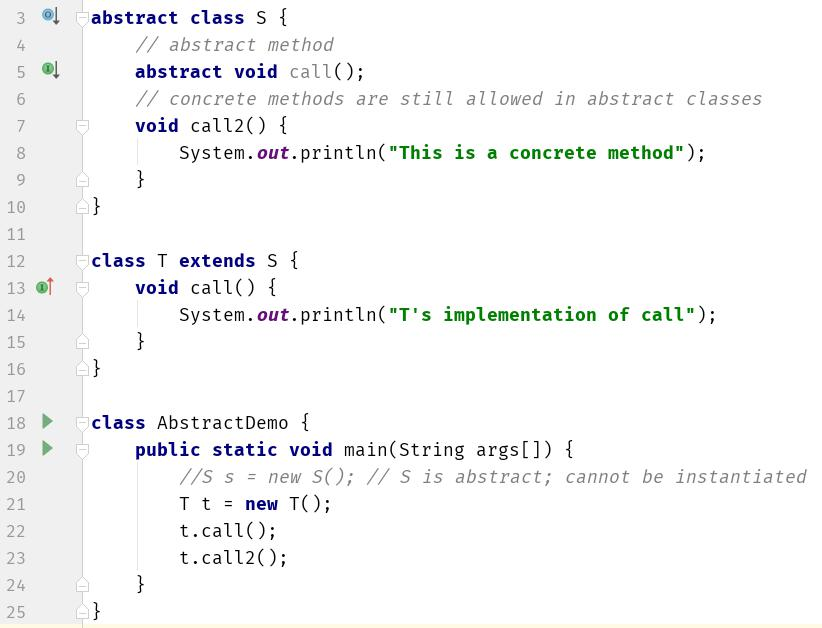 3 abstract class S {
4     // abstract method
5     abstract void call();
6     // concrete methods are still allowed in abstract classes
7     void call2() {
8         System.out.println("This is a concrete method");
9     }
10 }
11
12 class T extends S {
13     void call() {
14         System.out.println("T's implementation of call");
15     }
16 }
17
18 class AbstractDemo {
19     public static void main(String args[]) {
20         //S s = new S(); // S is abstract; cannot be instantiated
21         T t = new T();
22         t.call();
23         t.call2();
24     }
25 }